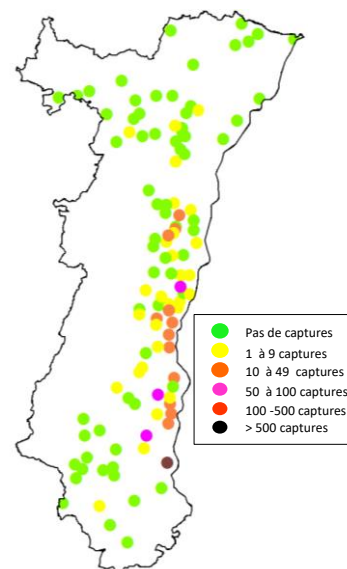 Pas de captures
1 à 9 captures
10 à 49 captures
50 à 100 captures
100 -500 captures
> 500 captures